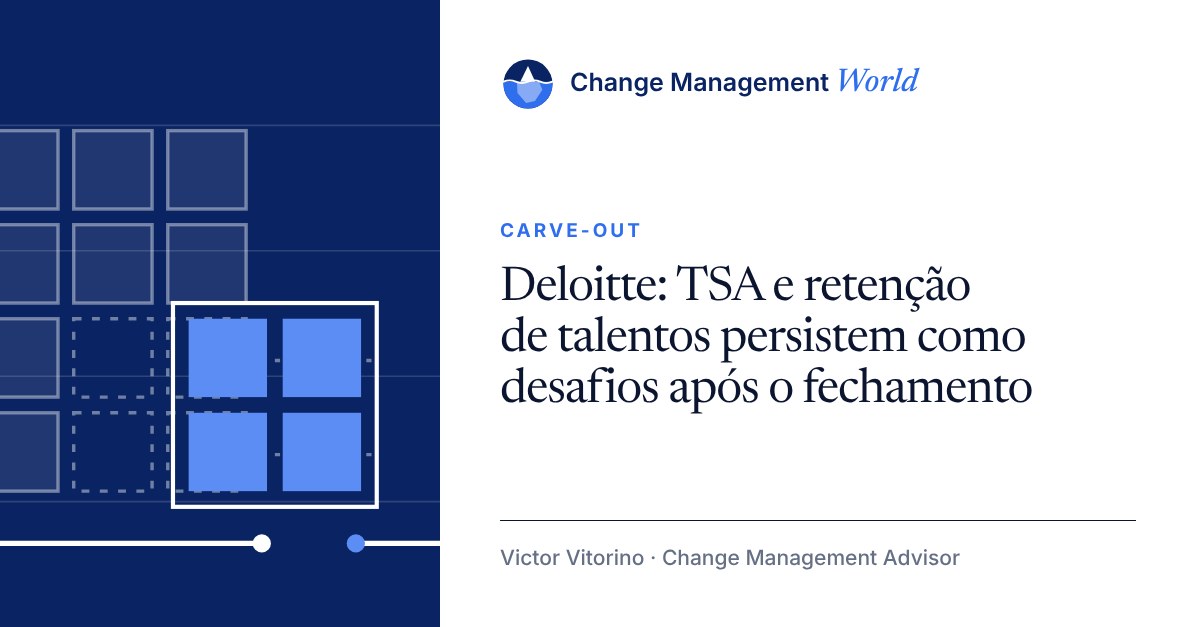 Change Management World
CARVE-OUT
Deloitte: TSA e retenção
de talentos persistem como
desafios após o fechamento
Victor Vitorino · Change Management Advisor